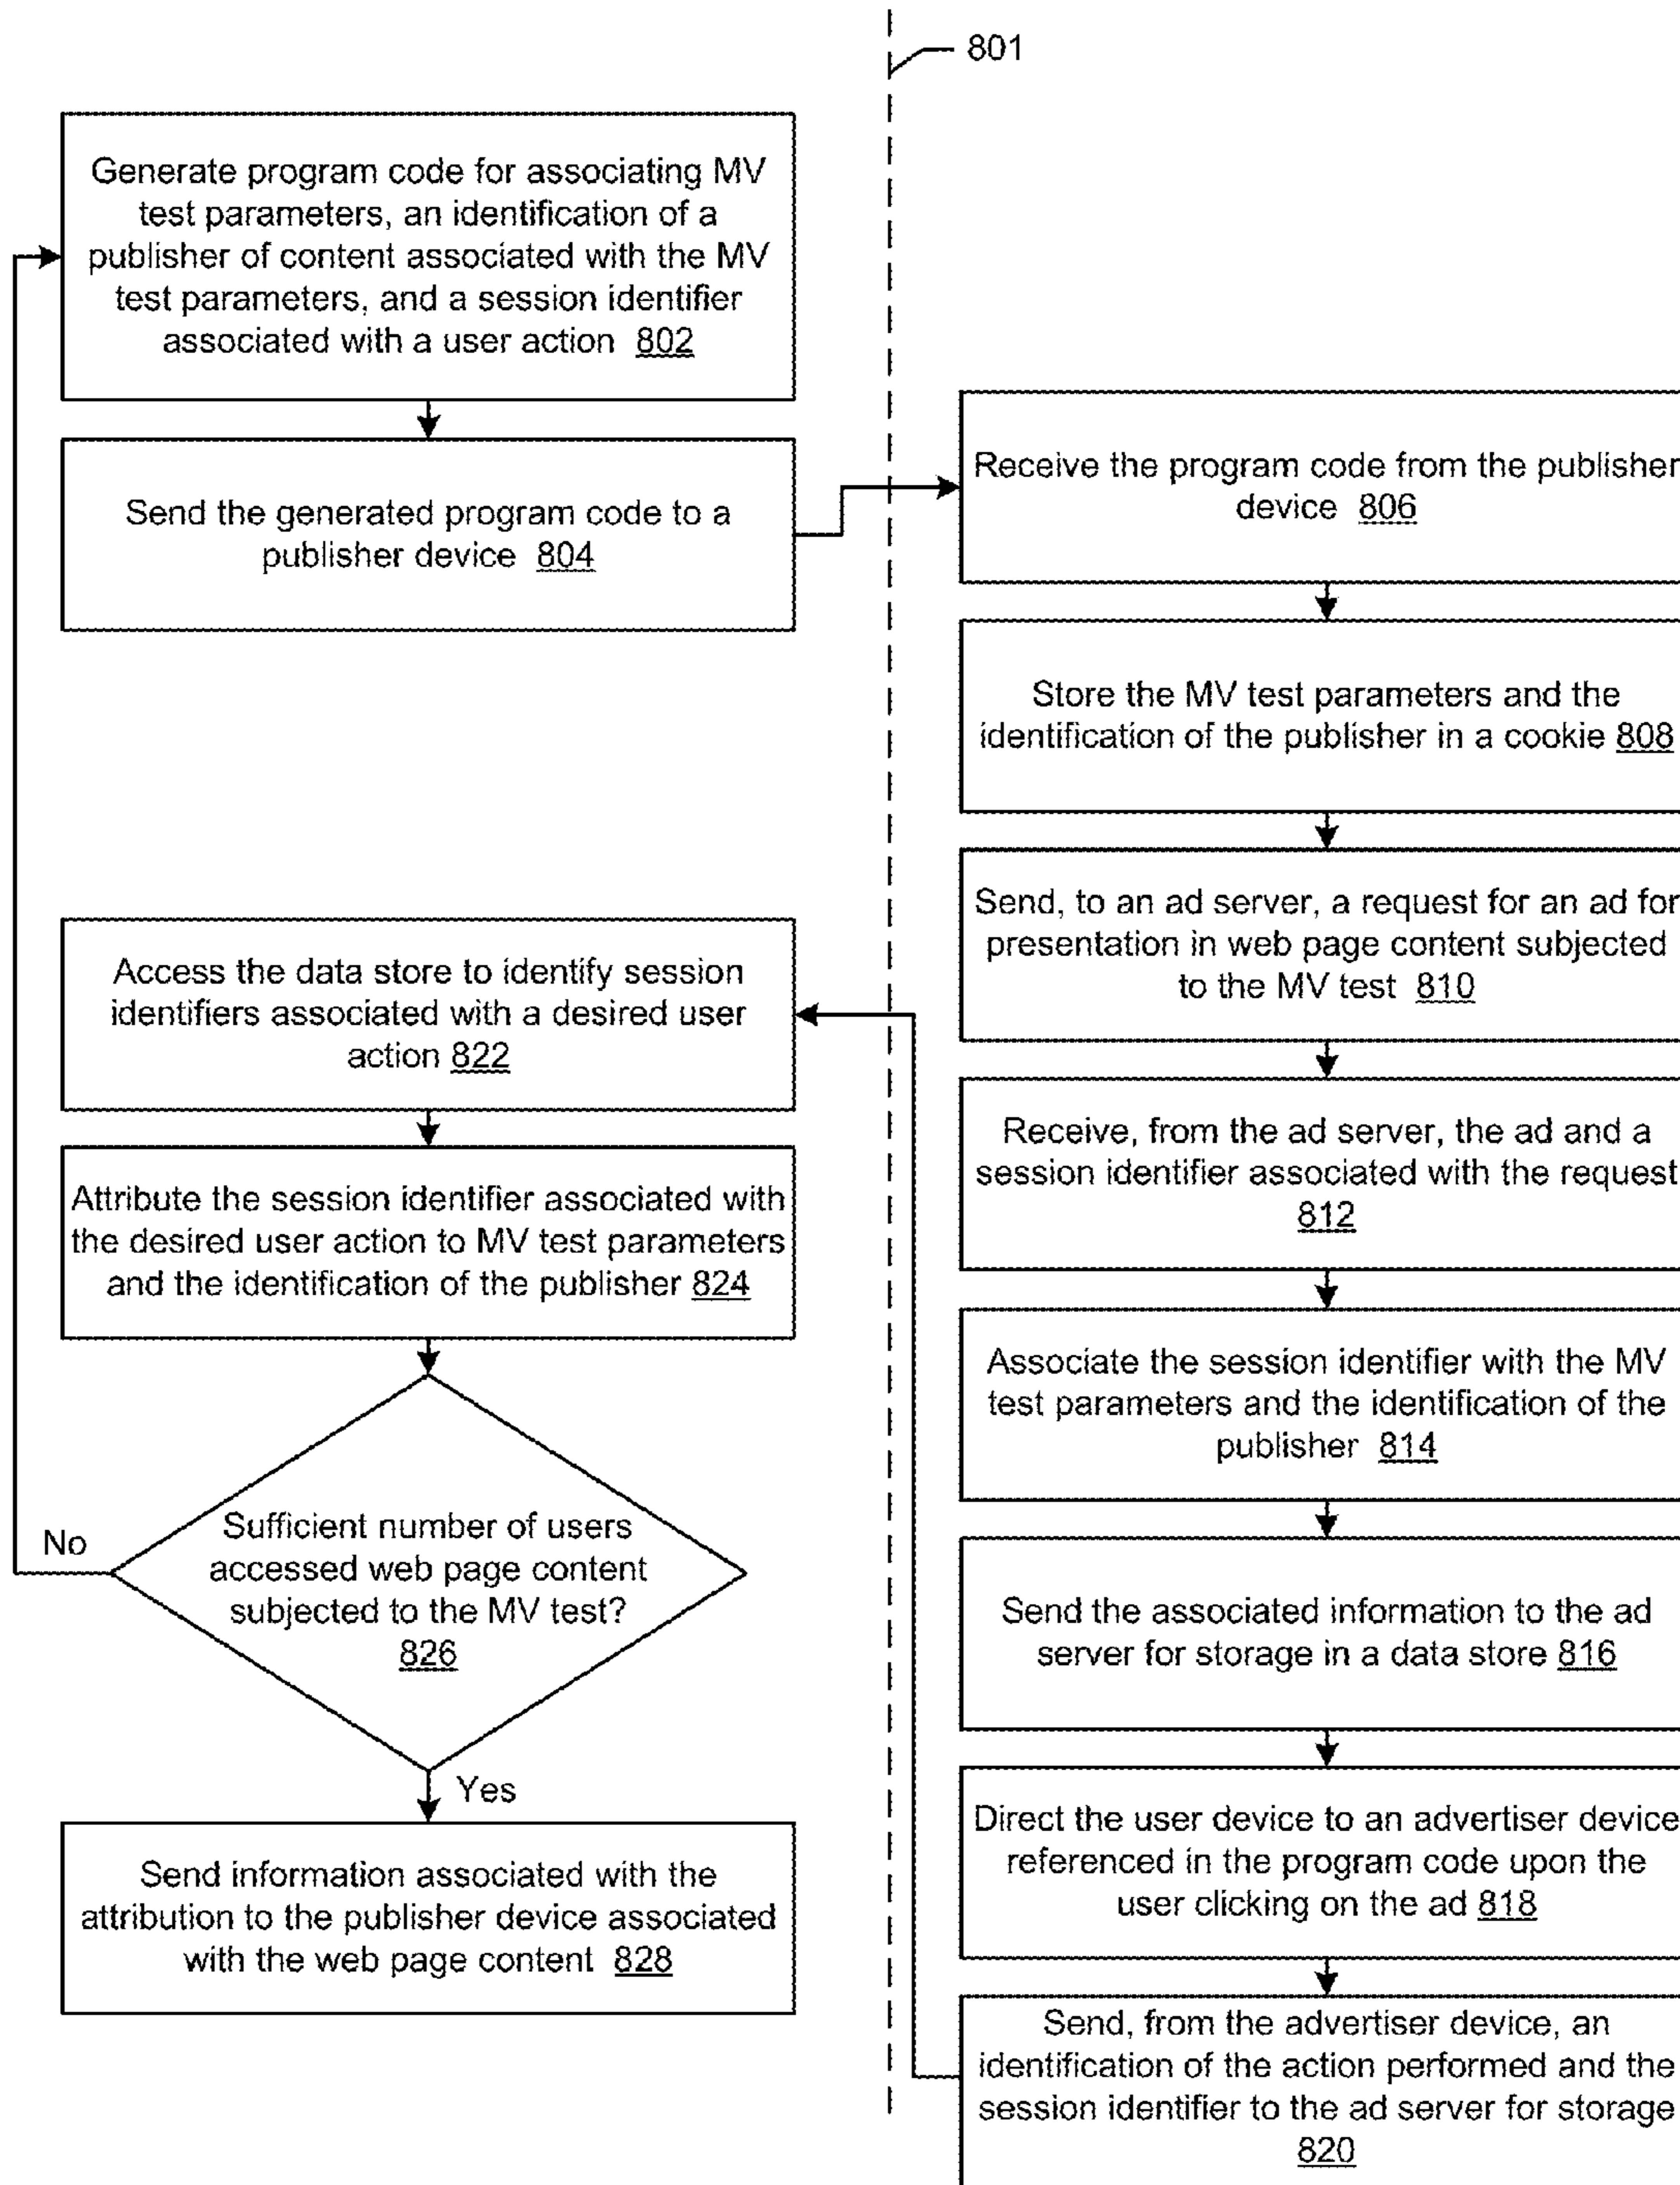 801
Generate program code for associating MV
test parameters, an identification of a
publisher of content associated with the MV
test parameters, and a session identifier
associated with a user action 802
Send the generated program code to a
publisher device 804
Receive the program code from the publisher
device 806
Store the MV test parameters and the
identification of the publisher in a cookie 808
Send, to an ad server, a request for an ad for
presentation in web page content subjected
to the MV test 810
Receive, from the ad server, the ad and a
session identifier associated with the request
812
Associate the session identifier with the MV
test parameters and the identification of the
publisher 814
Send the associated information to the ad
server for storage in a data store 816
Direct the user device to an advertiser device
referenced in the program code upon the
user clicking on the ad 818
Send, from the advertiser device, an
identification of the action performed and the
session identifier to the ad server for storage
820
Access the data store to identify session
identifiers associated with a desired user
action 822
Attribute the session identifier associated with
the desired user action to MV test parameters
and the identification of the publisher 824
Sufficient number of users
accessed web page content
subjected to the MV test?
826
No
Yes
Send information associated with the
attribution to the publisher device associated
with the web page content 828